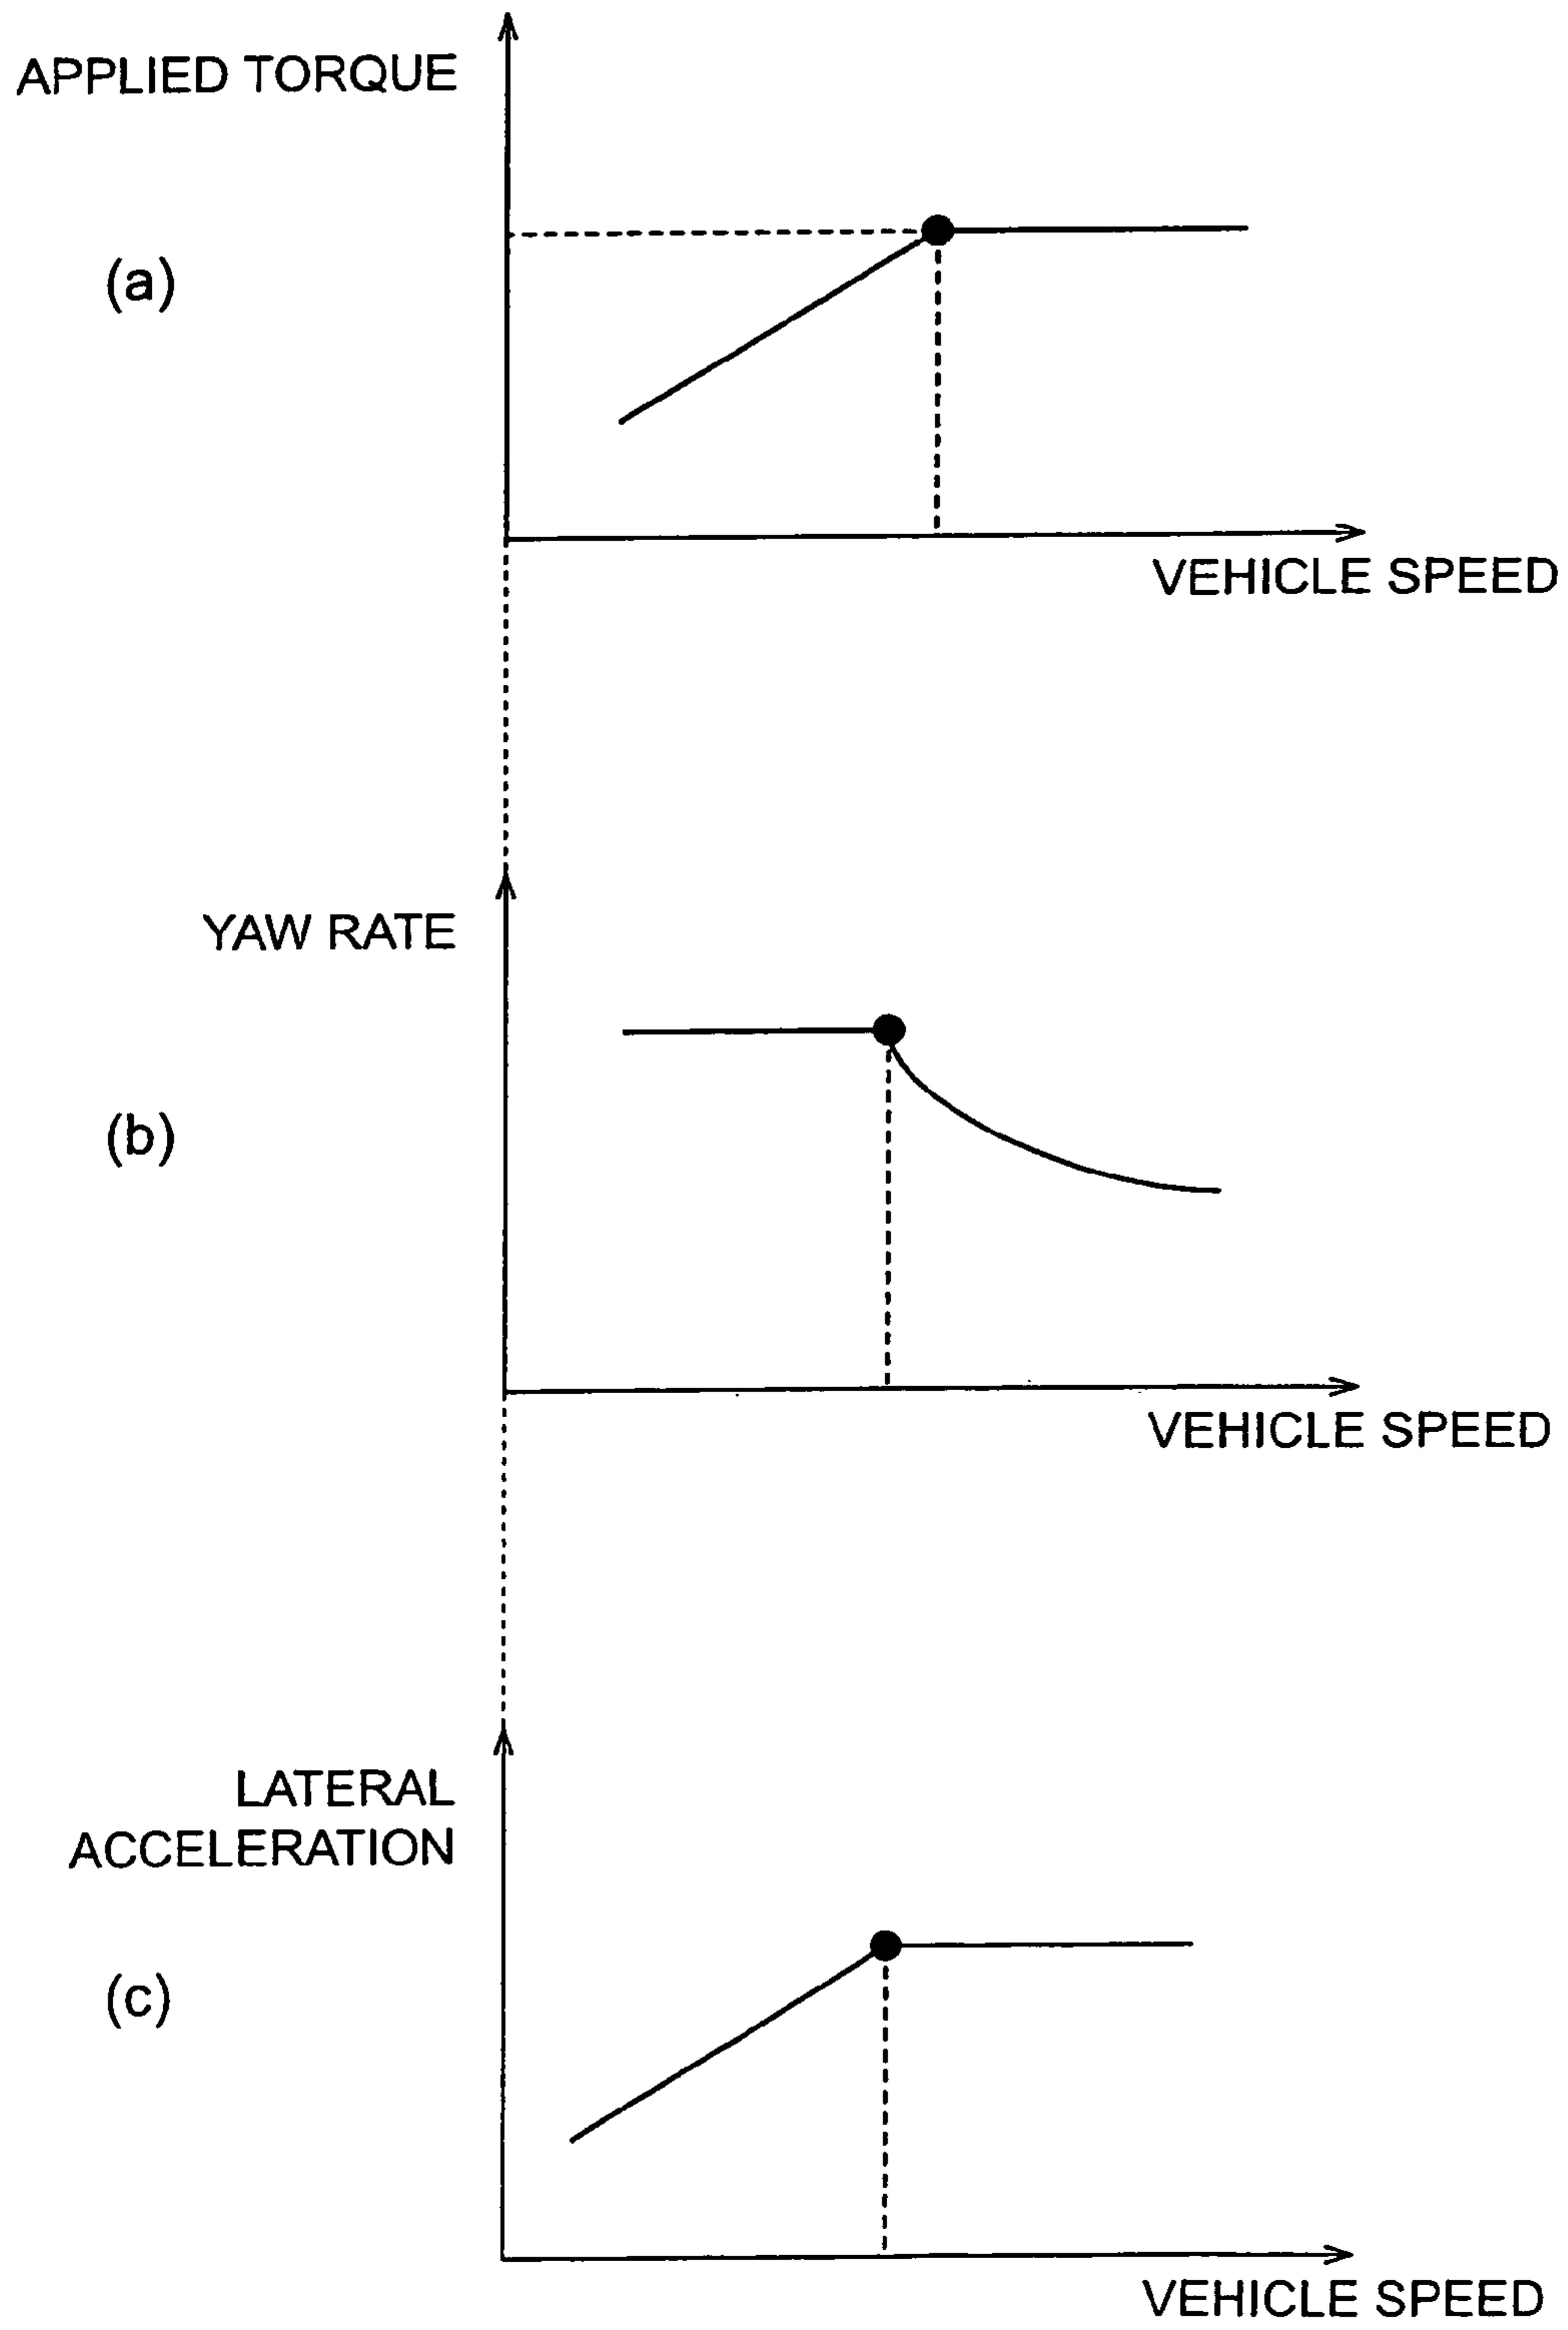 APPLIED TORQUE
(a)
VEHICLE SPEED
YAW RATE
(b)
VEHICLE SPEED
LATERAL
ACCELERATION
(c)
VEHICLE SPEED